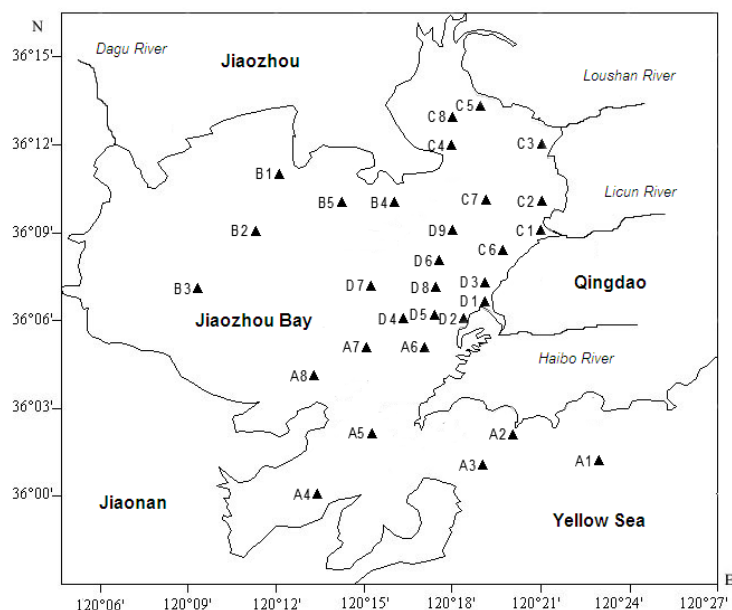 N
36°15'
Dagu River
Jiaozhou
Loushan River
C5
C8
36°12'
C4
C3
B1
Licun River
B5
B4
C7
C2
36°09'
B2
D9
C1
C6
D6
Qingdao
B3
D7
D8
D3
D1
Jiaozhou Bay
36°06'
D4
D5
D2
A7
A6
Haibo River
A8
36°03'
A5
A2
A3
A1
36°00'
Jiaonan
A4
Yellow Sea
E
120°06'
120°09'
120°12'
120°15'
120°18'
120°21'
120°24'
120°27'